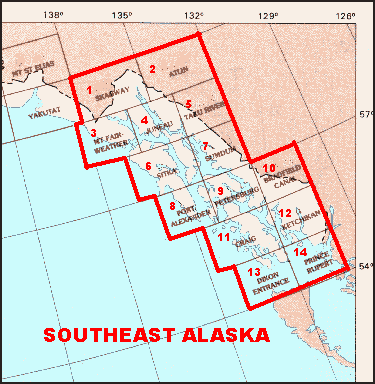 138° 135° 132° 129° 126°
MT ST ELIAS
YAKUTAT
1
SKAGWAY
2
ATLIN
3
MT. FAIR-
WEATHER
4
JUNEAU
5
TAKU RIVER
6
SITKA
7
SUMDUM
57°
8
PORT
ALEXANDER
9
PETERSBURG
10
BRADFIELD
CANAL
11
CRAIG
12
KETCHIKAN
13
DIXON
ENTRANCE
14
PRINCE
RUPERT
54°
SOUTHEAST ALASKA